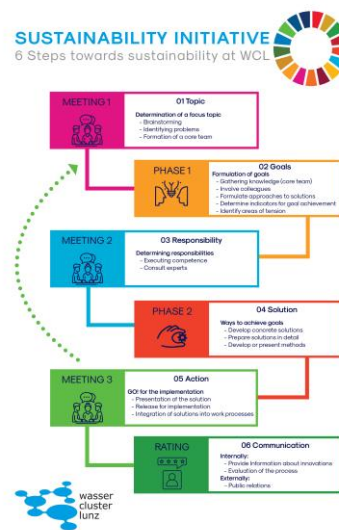 SUSTAINABILITY INITIATIVE
6 Steps towards sustainability at WCL
MEETING 1
01 Topic
Determination of a focus topic
- Brainstorming
- Identifying problems
- Formation of a core team
PHASE 1
02 Goals
Formulation of goals
- Gathering knowledge (core team)
- Involve colleagues
- Formulate approaches to solutions
- Determine indicators for goal achievement
- Identify areas of tension
MEETING 2
03 Responsibility
Determining responsibilities
- Executing competence
- Consult experts
PHASE 2
04 Solution
Ways to achieve goals
- Develop concrete solutions
- Prepare solutions in detail
- Develop or present methods
MEETING 3
05 Action
GO! for the implementation
- Presentation of the solution
- Release for implementation
- Integration of solutions into work processes
RATING
06 Communication
Internally:
- Provide information about innovations
- Evaluation of the process
Externally:
- Public relations
wasser
cluster
lunz